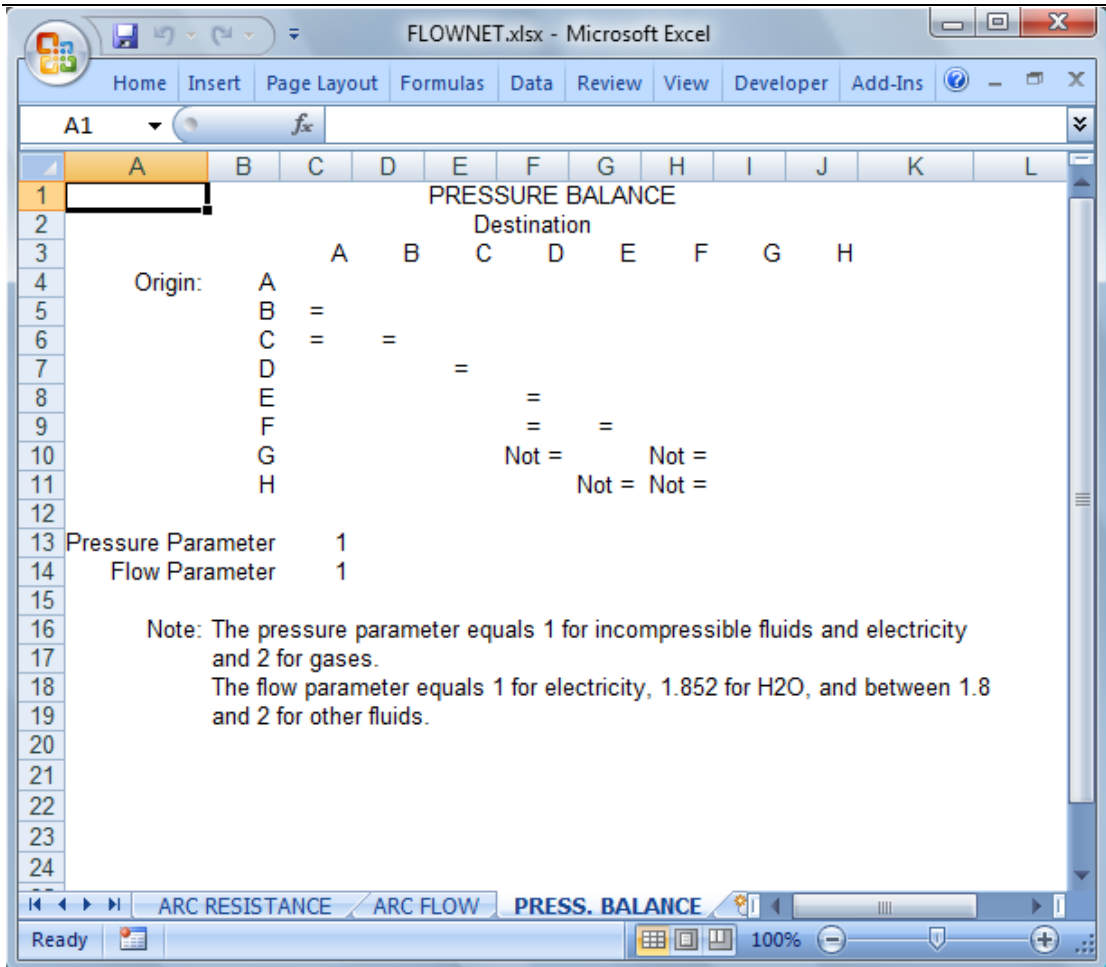 FLOWNET.xlsx - Microsoft Excel
Home Insert Page Layout Formulas Data Review View Developer Add-Ins
A1 fx
A B C D E F G H I J K L
1 PRESSURE BALANCE
2 Destination
3 A B C D E F G H
4 Origin: A
5 B =
6 C = =
7 D =
8 E =
9 F = =
10 G Not = Not =
11 H Not = Not =
12
13 Pressure Parameter 1
14 Flow Parameter 1
15
16 Note: The pressure parameter equals 1 for incompressible fluids and electricity
17 and 2 for gases.
18 The flow parameter equals 1 for electricity, 1.852 for H2O, and between 1.8
19 and 2 for other fluids.
20
21
22
23
24
ARC RESISTANCE ARC FLOW PRESS. BALANCE
Ready 100%